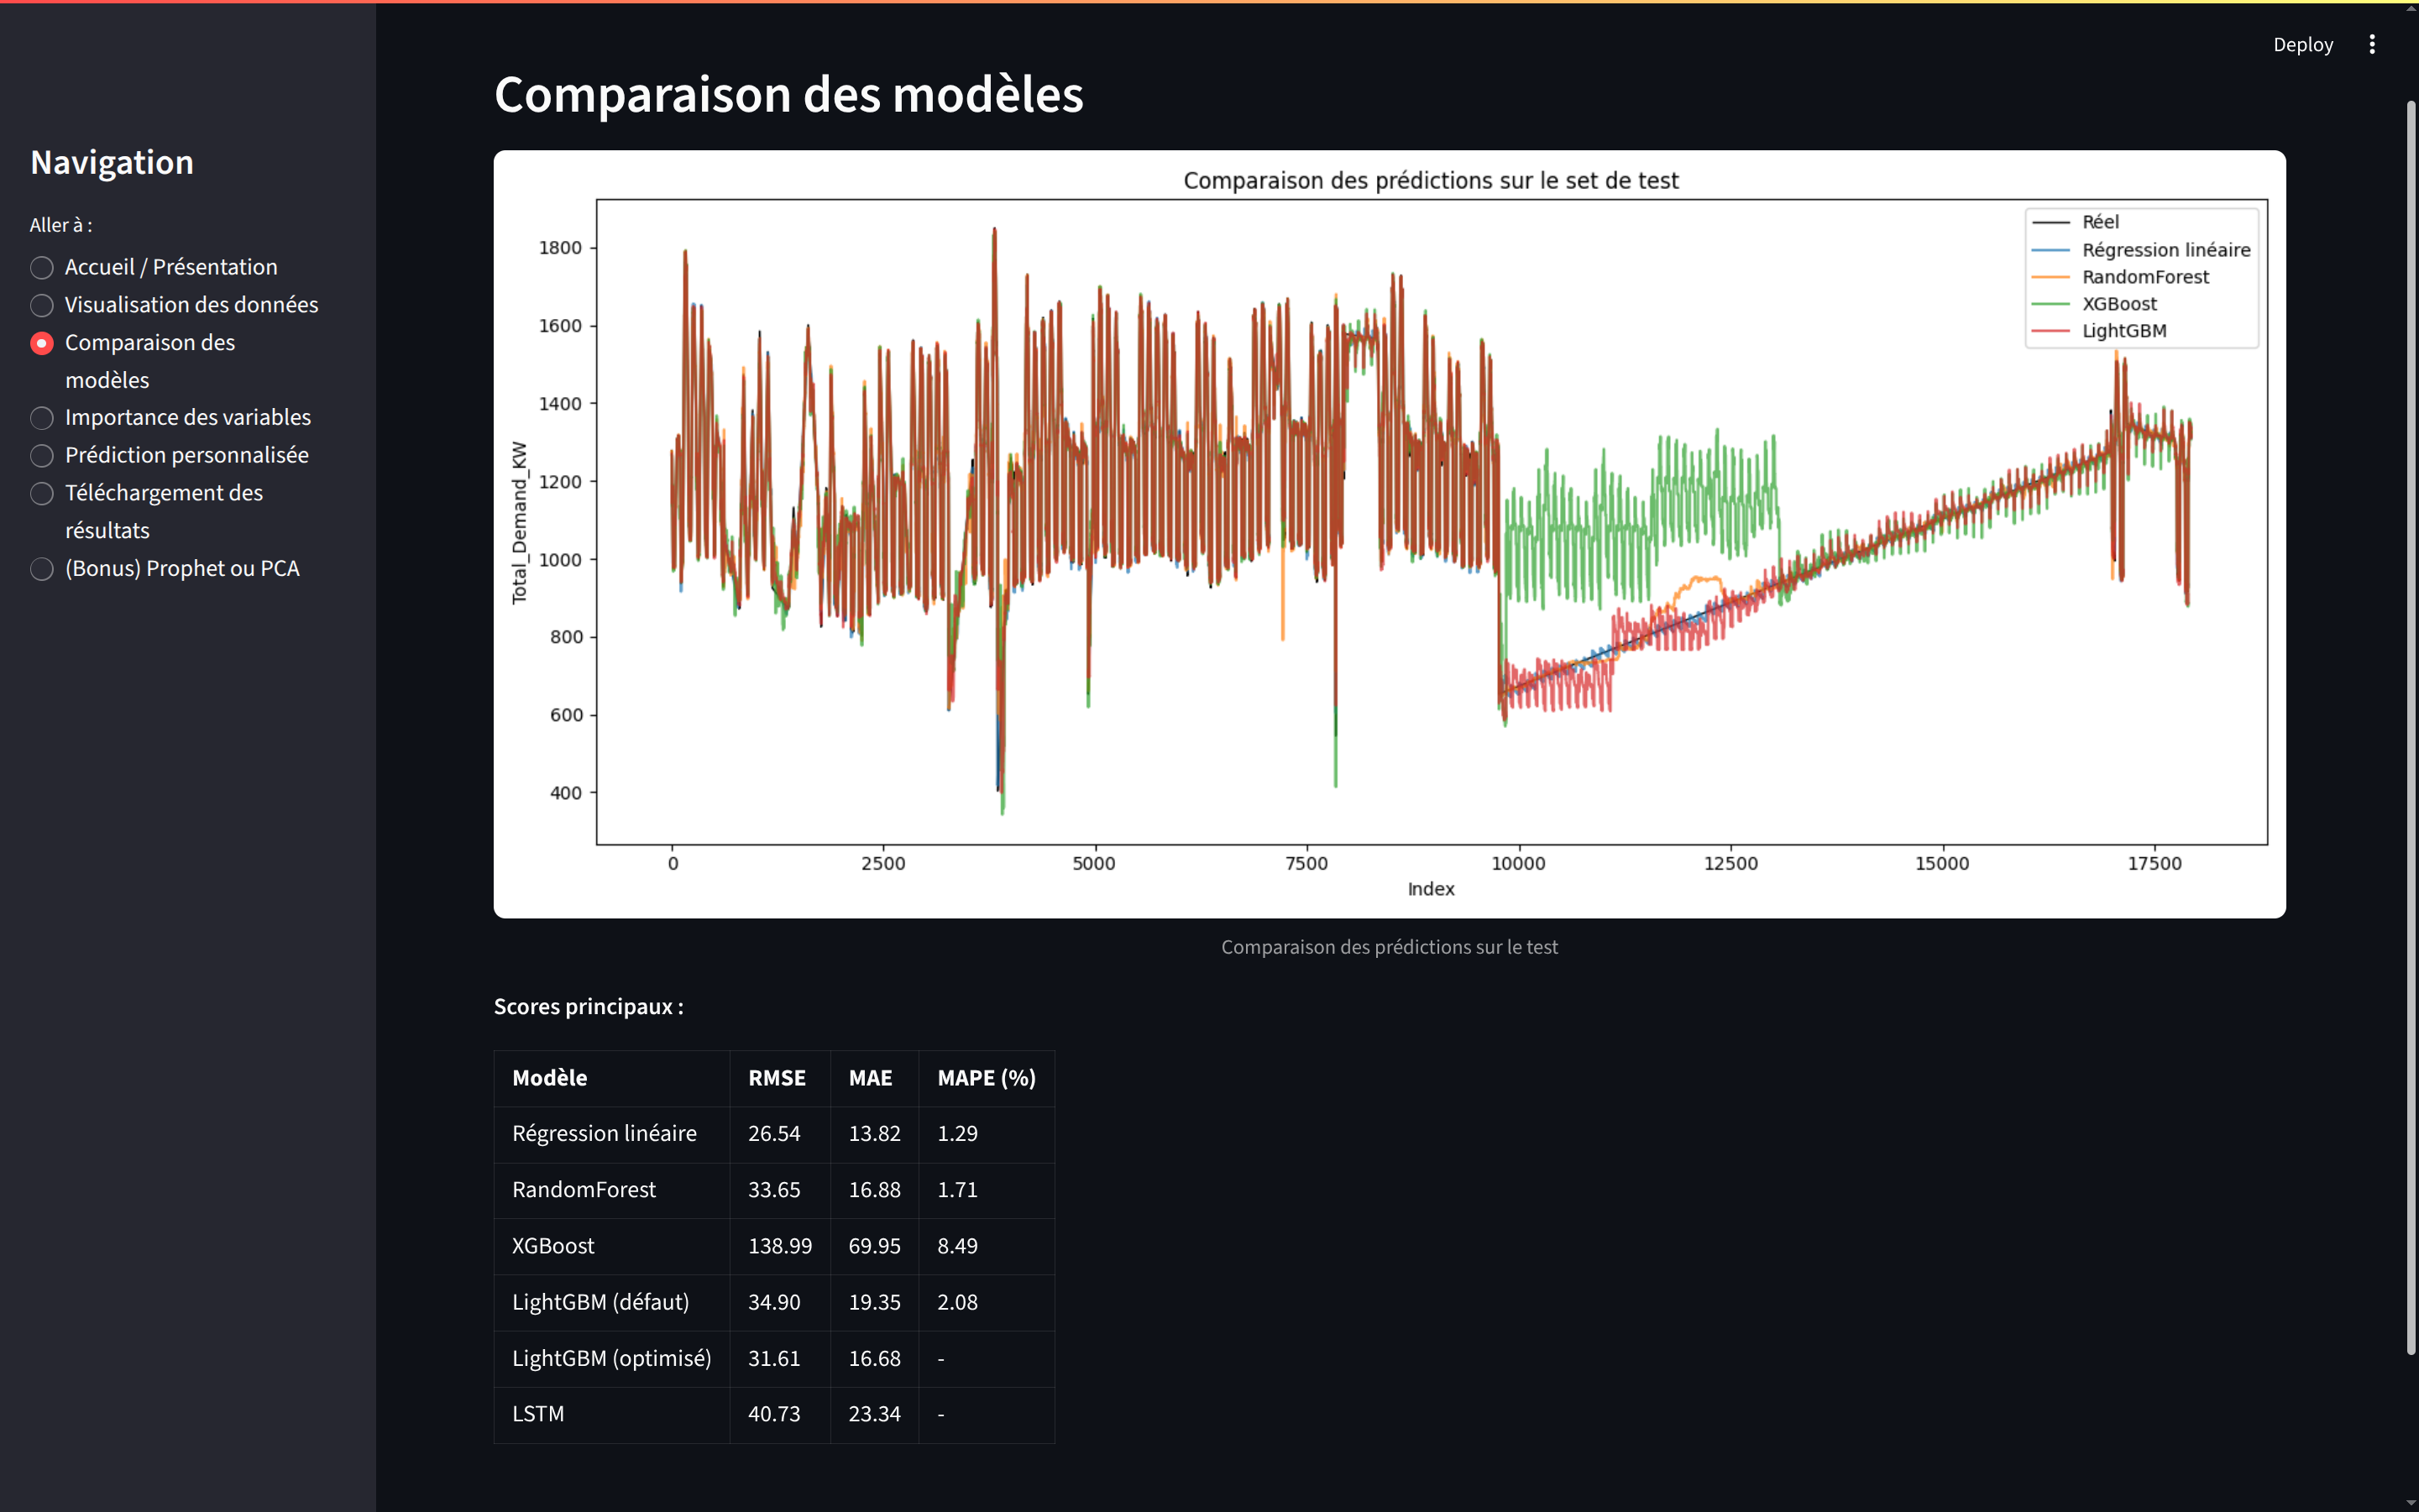 Deploy
Navigation
Aller à :
Accueil / Présentation
Visualisation des données
Comparaison des
modèles
Importance des variables
Prédiction personnalisée
Téléchargement des
résultats
(Bonus) Prophet ou PCA
Comparaison des modèles
Comparaison des prédictions sur le set de test
Réel
Régression linéaire
RandomForest
XGBoost
LightGBM
Total_Demand_KW
1800
1600
1400
1200
1000
800
600
400
0 2500 5000 7500 10000 12500 15000 17500
Index
Comparaison des prédictions sur le test
Scores principaux :
Modèle RMSE MAE MAPE (%)
Régression linéaire 26.54 13.82 1.29
RandomForest 33.65 16.88 1.71
XGBoost 138.99 69.95 8.49
LightGBM (défaut) 34.90 19.35 2.08
LightGBM (optimisé) 31.61 16.68 -
LSTM 40.73 23.34 -